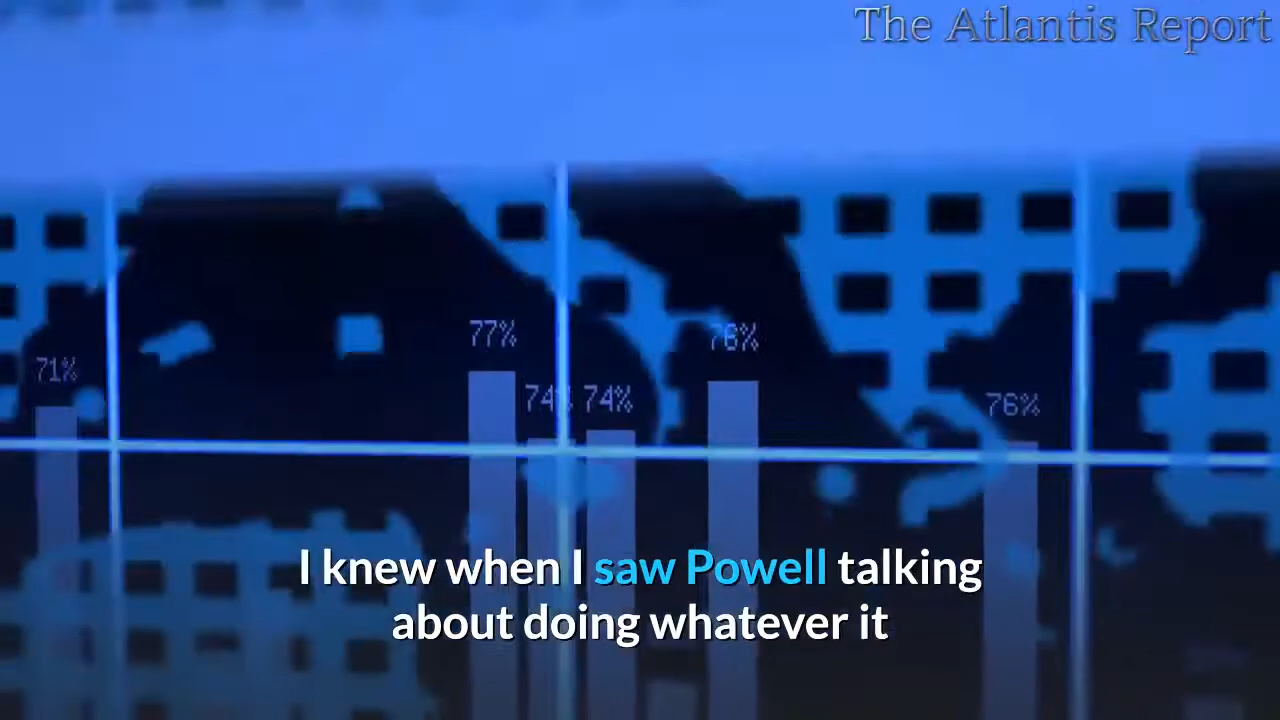 The Atlantis Report
77%
76%
71%
74% 74%
76%
I knew when I saw Powell talking
about doing whatever it